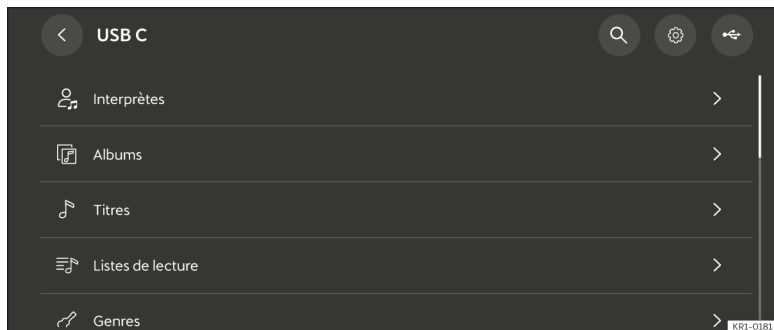 USB C
Interprètes
Albums
Titres
Listes de lecture
Genres
KR1-0181